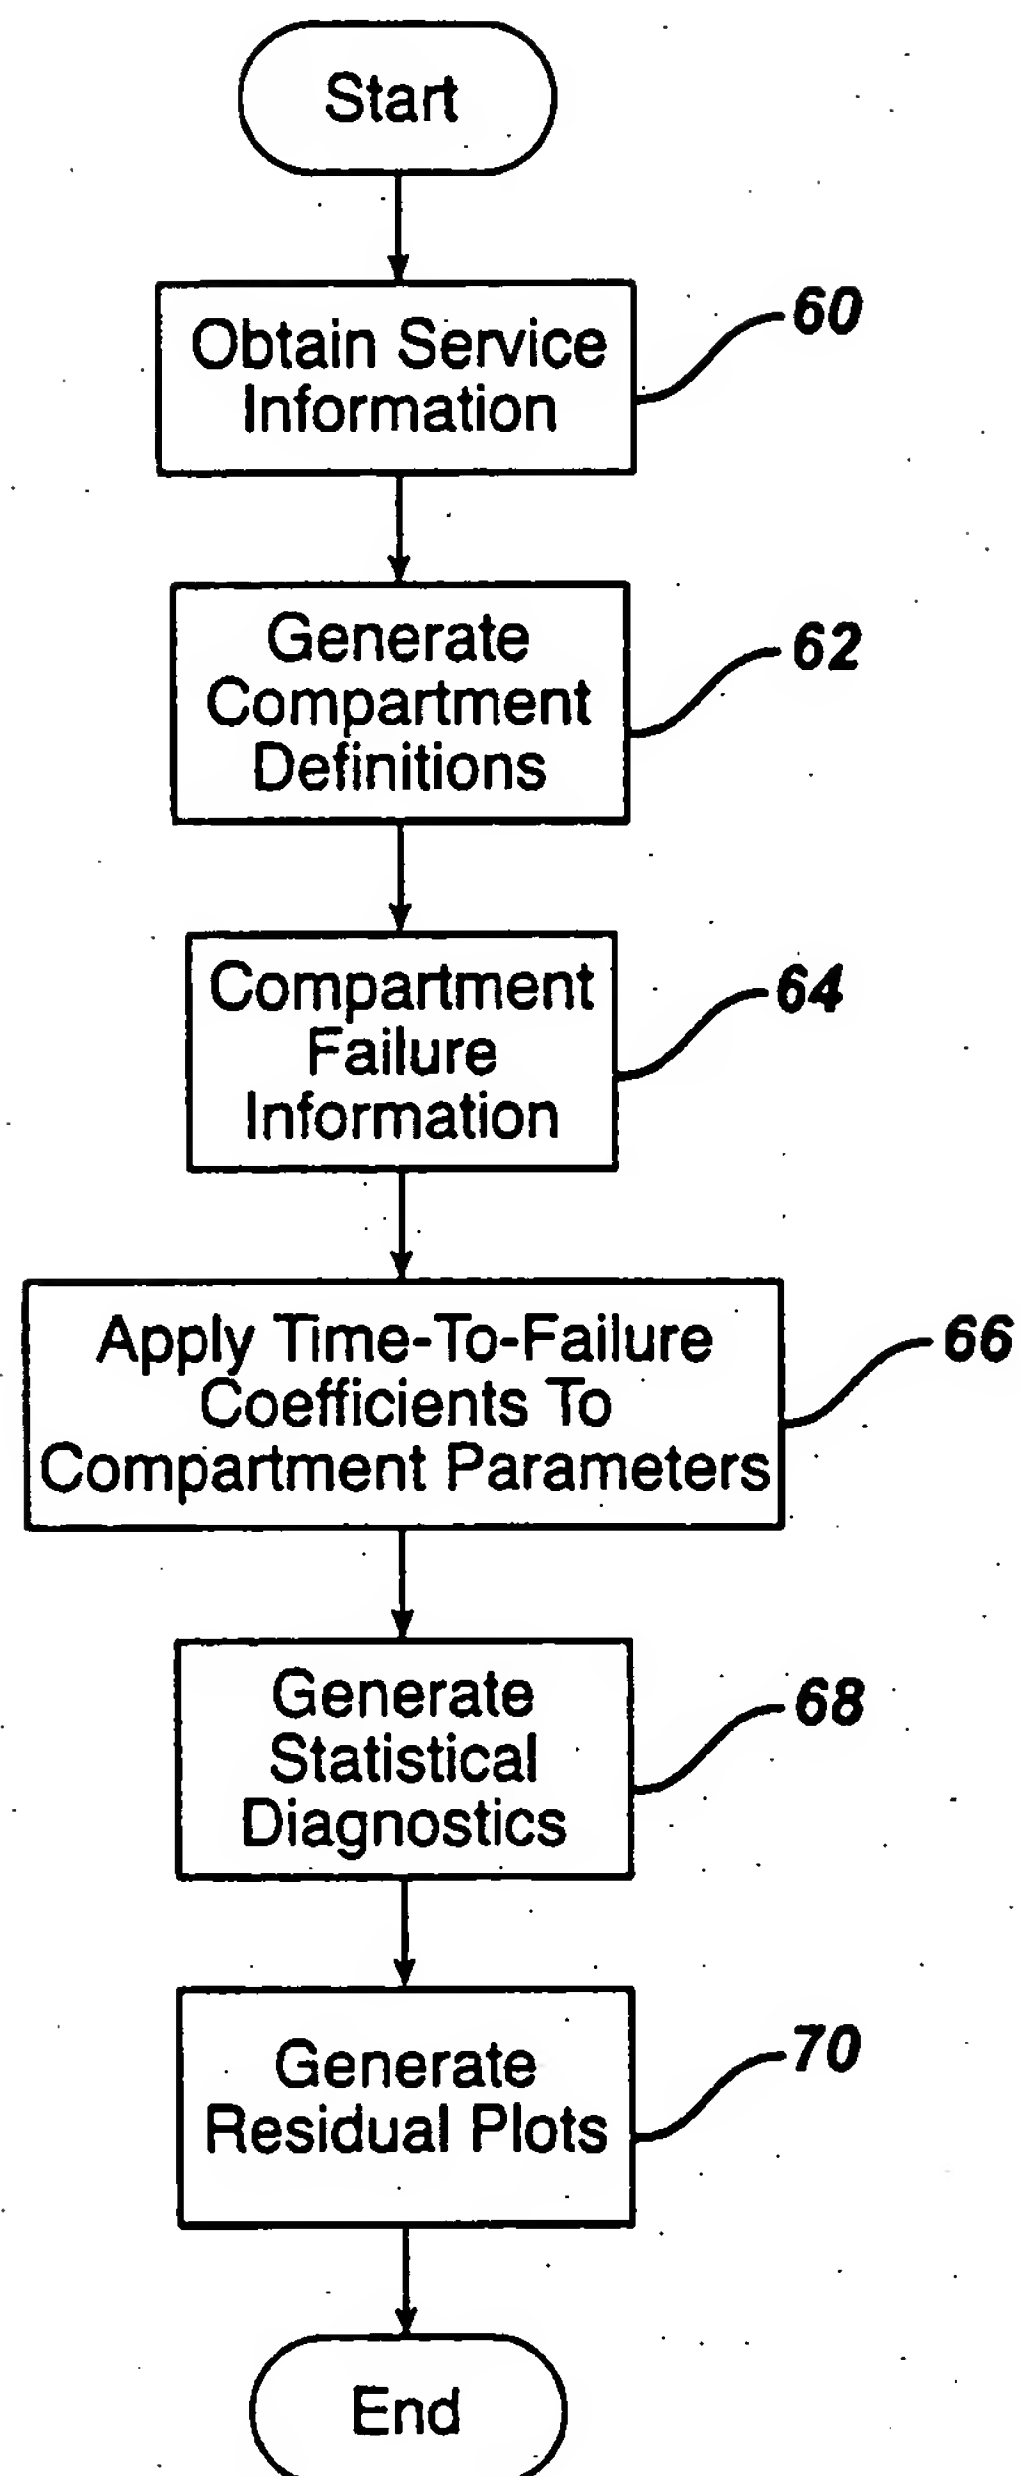 Start
Obtain Service
Information
60
Generate
Compartment
Definitions
62
Compartment
Failure
Information
64
Apply Time-To-Failure
Coefficients To
Compartment Parameters
66
Generate
Statistical
Diagnostics
68
Generate
Residual Plots
70
End